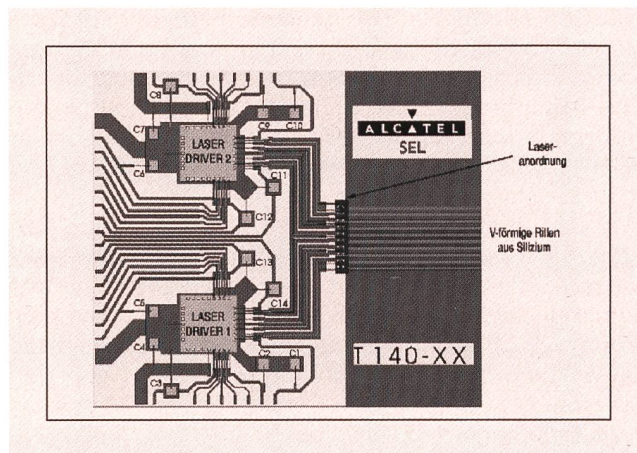 C8
C7
C9
C10
LASER
DRIVER 2
C6
C11
C12
ALCATEL
SEL
Laser-
anordnung
V-förmige Rillen
aus Silizium
C13
C5
C14
LASER
DRIVER 1
C4
C2
C1
C3
T140-XX